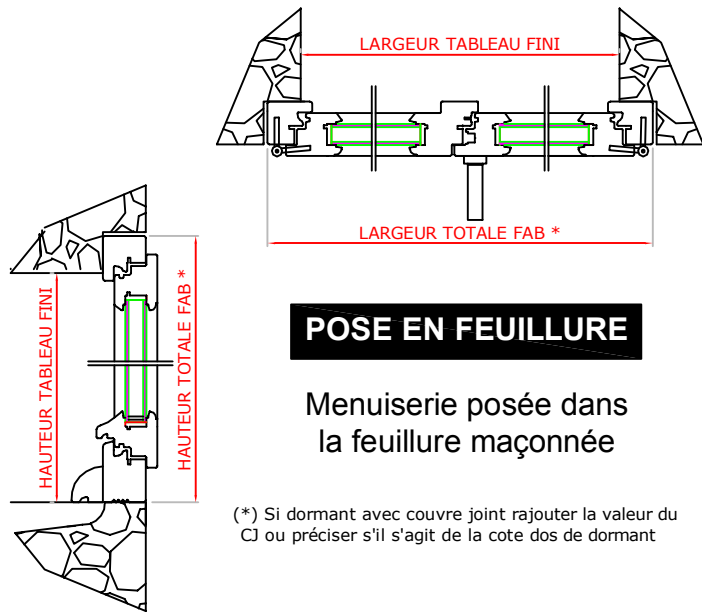 LARGEUR TABLEAU FINI
LARGEUR TOTALE FAB *
HAUTEUR TABLEAU FINI
HAUTEUR TOTALE FAB *
POSE EN FEUILLURE
Menuiserie posée dans
la feuillure maçonnée
(*) Si dormant avec couvre joint rajouter la valeur du
CJ ou préciser s'il s'agit de la cote dos de dormant